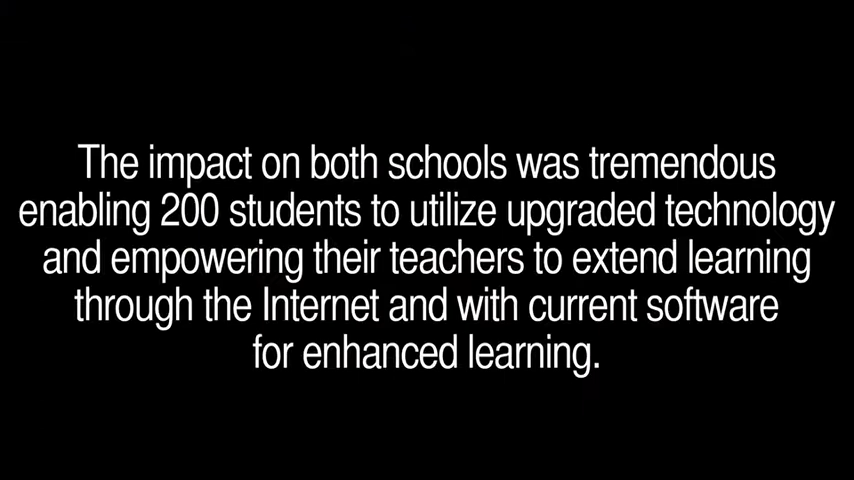 The impact on both schools was tremendous
enabling 200 students to utilize upgraded technology
and empowering their teachers to extend learning
through the Internet and with current software
for enhanced learning.